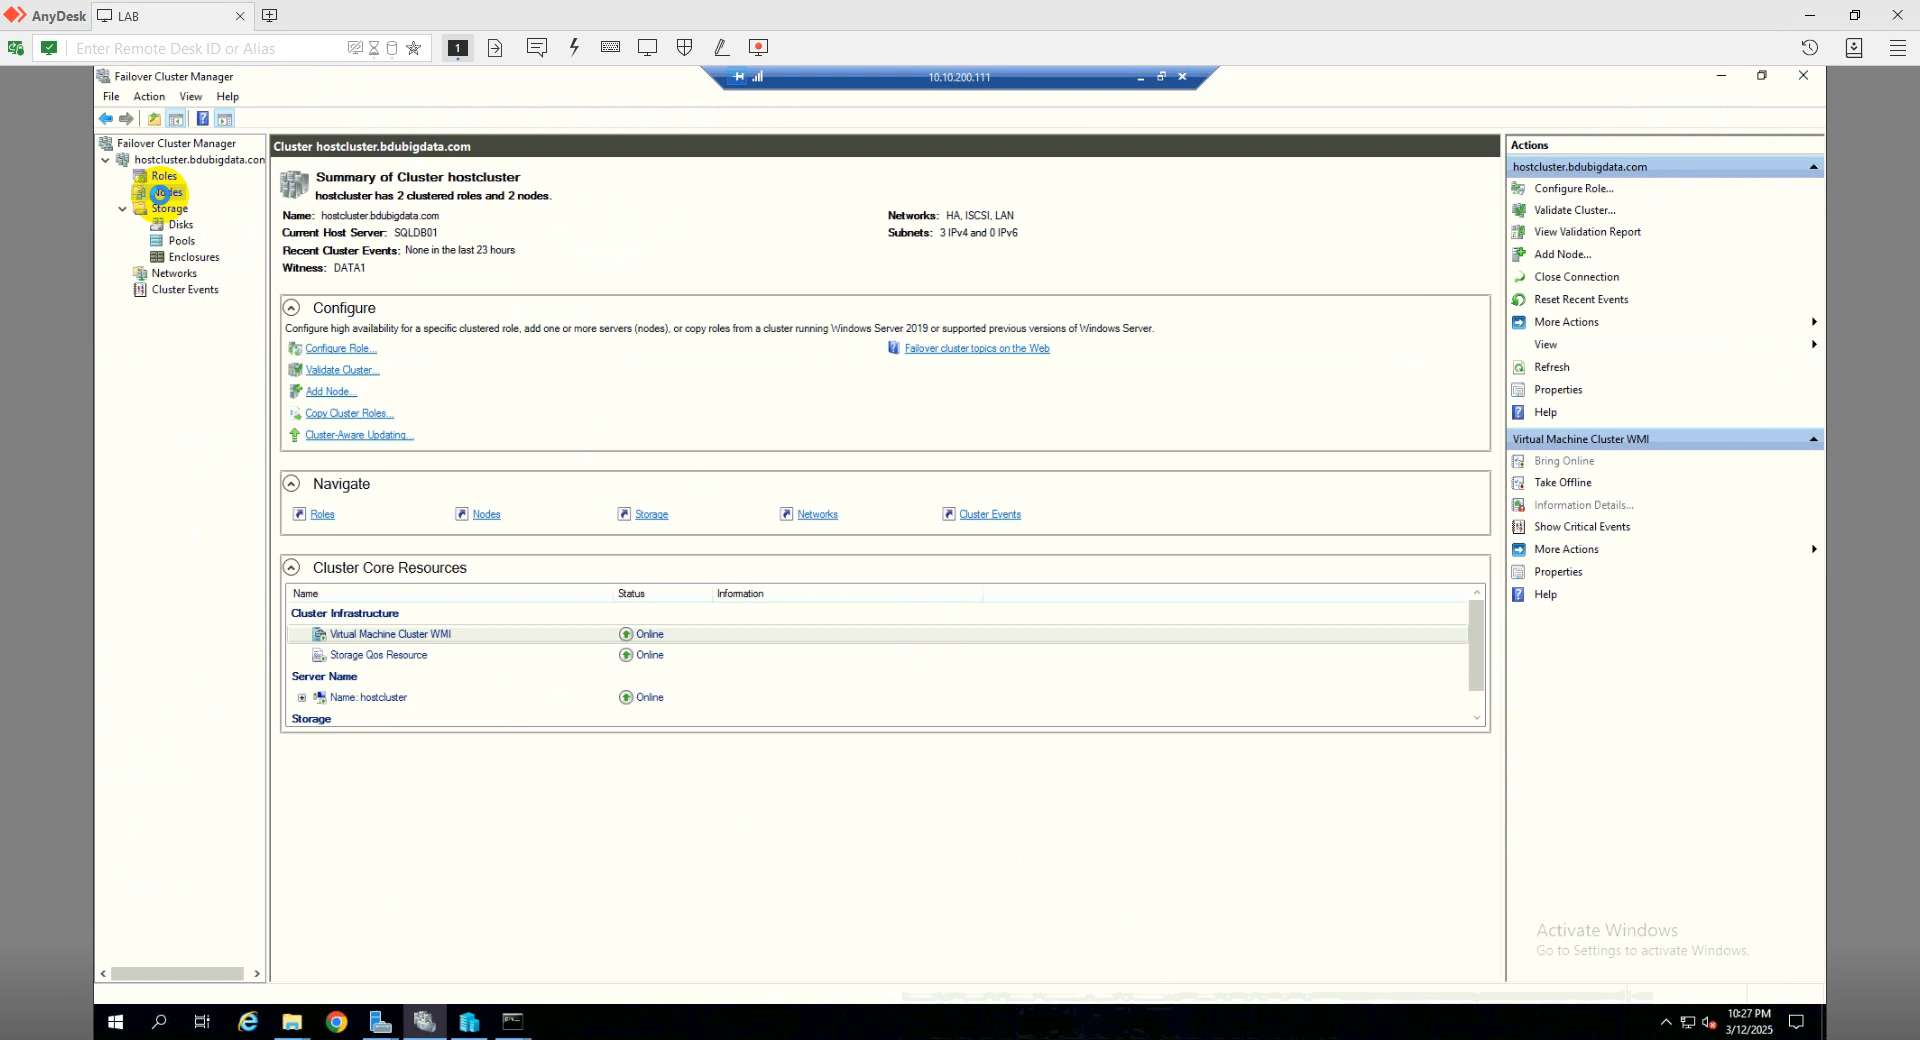 AnyDesk
LAB
Enter Remote Desk ID or Alias
1
Failover Cluster Manager
10.10.200.111
File Action View Help
Failover Cluster Manager
hostcluster.bdubigdata.con
Roles
Nodes
Storage
Disks
Pools
Enclosures
Networks
Cluster Events
Cluster hostcluster.bdubigdata.com
Summary of Cluster hostcluster
hostcluster has 2 clustered roles and 2 nodes.
Name: hostcluster.bdubigdata.com
Networks: HA, ISCSI, LAN
Current Host Server: SQLDB01
Subnets: 3 IPv4 and 0 IPv6
Recent Cluster Events: None in the last 23 hours
Witness: DATA1
Configure
Configure high availability for a specific clustered role, add one or more servers (nodes), or copy roles from a cluster running Windows Server 2019 or supported previous versions of Windows Server.
Configure Role...
Failover cluster topics on the Web
Validate Cluster...
Add Node...
Copy Cluster Roles...
Cluster-Aware Updating...
Navigate
Roles Nodes Storage Networks Cluster Events
Cluster Core Resources
Name Status Information
Cluster Infrastructure
Virtual Machine Cluster WMI Online
Storage Qos Resource Online
Server Name
Name: hostcluster Online
Storage
Actions
hostcluster.bdubigdata.com
Configure Role...
Validate Cluster...
View Validation Report
Add Node...
Close Connection
Reset Recent Events
More Actions
View
Refresh
Properties
Help
Virtual Machine Cluster WMI
Bring Online
Take Offline
Information Details...
Show Critical Events
More Actions
Properties
Help
Activate Windows
Go to Settings to activate Windows.
10:27 PM
3/12/2025